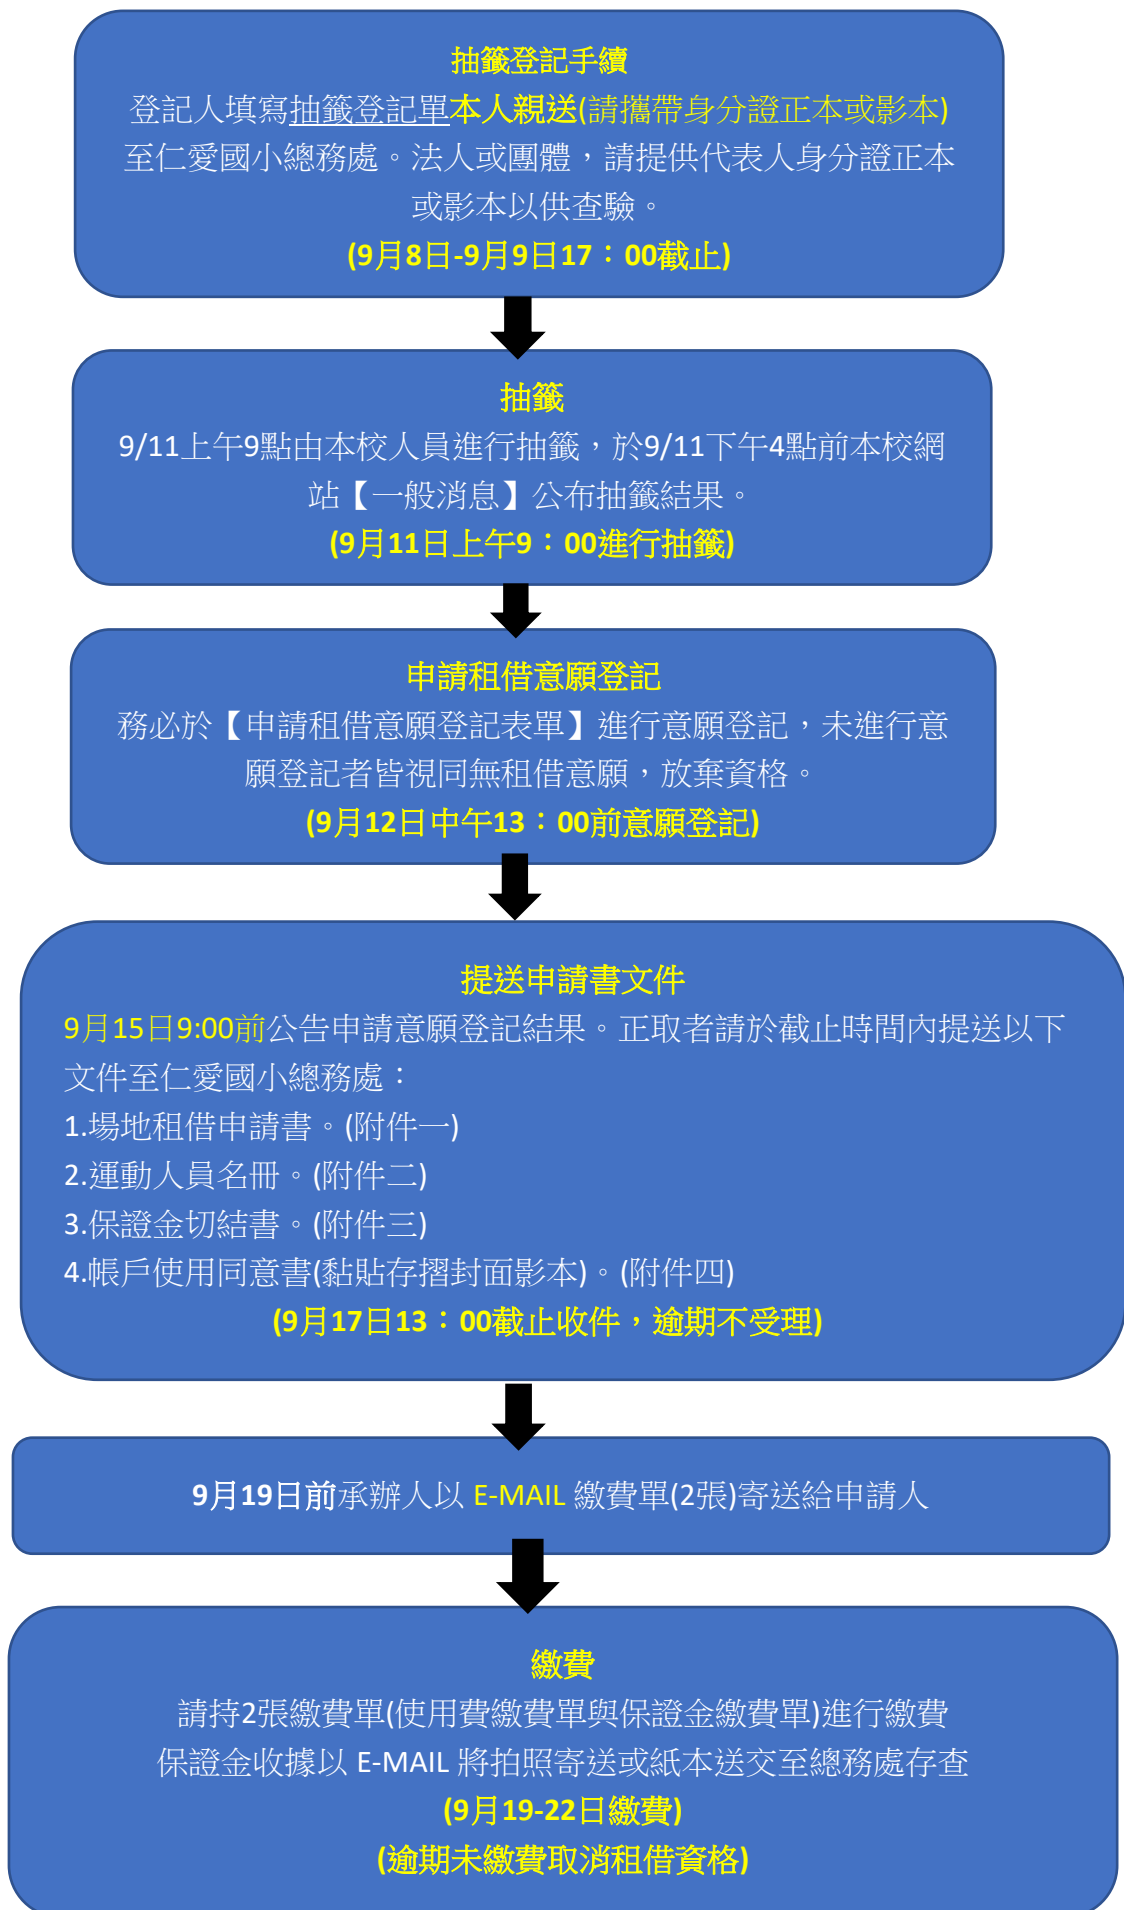 抽籤登記手續
登記人填寫抽籤登記單本人親送(請攜帶身分證正本或影本)
至仁愛國小總務處。法人或團體，請提供代表人身分證正本
或影本以供查驗。
(9月8日-9月9日17：00截止)
抽籤
9/11上午9點由本校人員進行抽籤，於9/11下午4點前本校網
站【一般消息】公布抽籤結果。
(9月11日上午9：00進行抽籤)
申請租借意願登記
務必於【申請租借意願登記表單】進行意願登記，未進行意
願登記者皆視同無租借意願，放棄資格。
(9月12日中午13：00前意願登記)
提送申請書文件
9月15日9:00前公告申請意願登記結果。正取者請於截止時間內提送以下
文件至仁愛國小總務處：
1.場地租借申請書。(附件一)
2.運動人員名冊。(附件二)
3.保證金切結書。(附件三)
4.帳戶使用同意書(黏貼存摺封面影本)。(附件四)
(9月17日13：00截止收件，逾期不受理)
9月19日前承辦人以 E-MAIL 繳費單(2張)寄送給申請人
繳費
請持2張繳費單(使用費繳費單與保證金繳費單)進行繳費
保證金收據以 E-MAIL 將拍照寄送或紙本送交至總務處存查
(9月19-22日繳費)
(逾期未繳費取消租借資格)